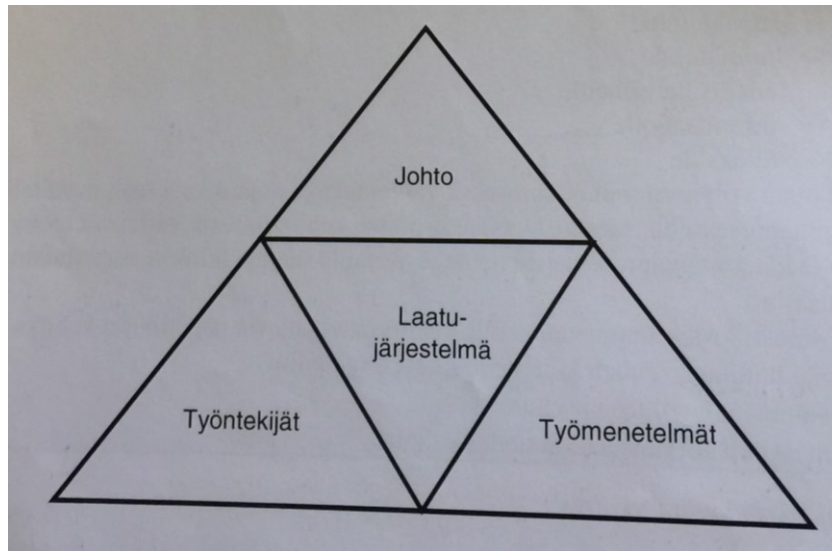 Johto
Laatu-
järjestelmä
Työntekijät
Työmenetelmät